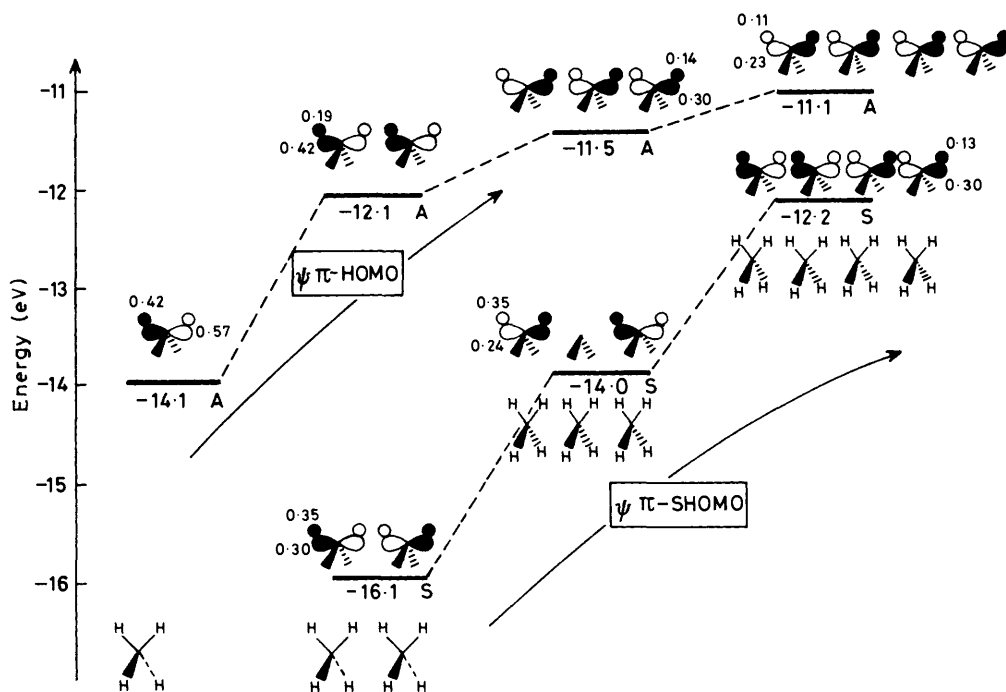 0·11
0·23
0·14
0·30
-11
-11·1 A
0·19
0·42
-11·5 A
0·13
0·30
-12
-12·1 A
-12·2 S
ψ π-HOMO
H H H H H H H H
H H H H H H H H
-13
0·42
0·57
0·35
0·24
Energy (eV)
-14
-14·1 A
-14·0 S
H H H H H H
H H H H H H
-15
ψ π-SHOMO
0·35
0·30
-16
-16·1 S
H H H H H H
H H H H H H